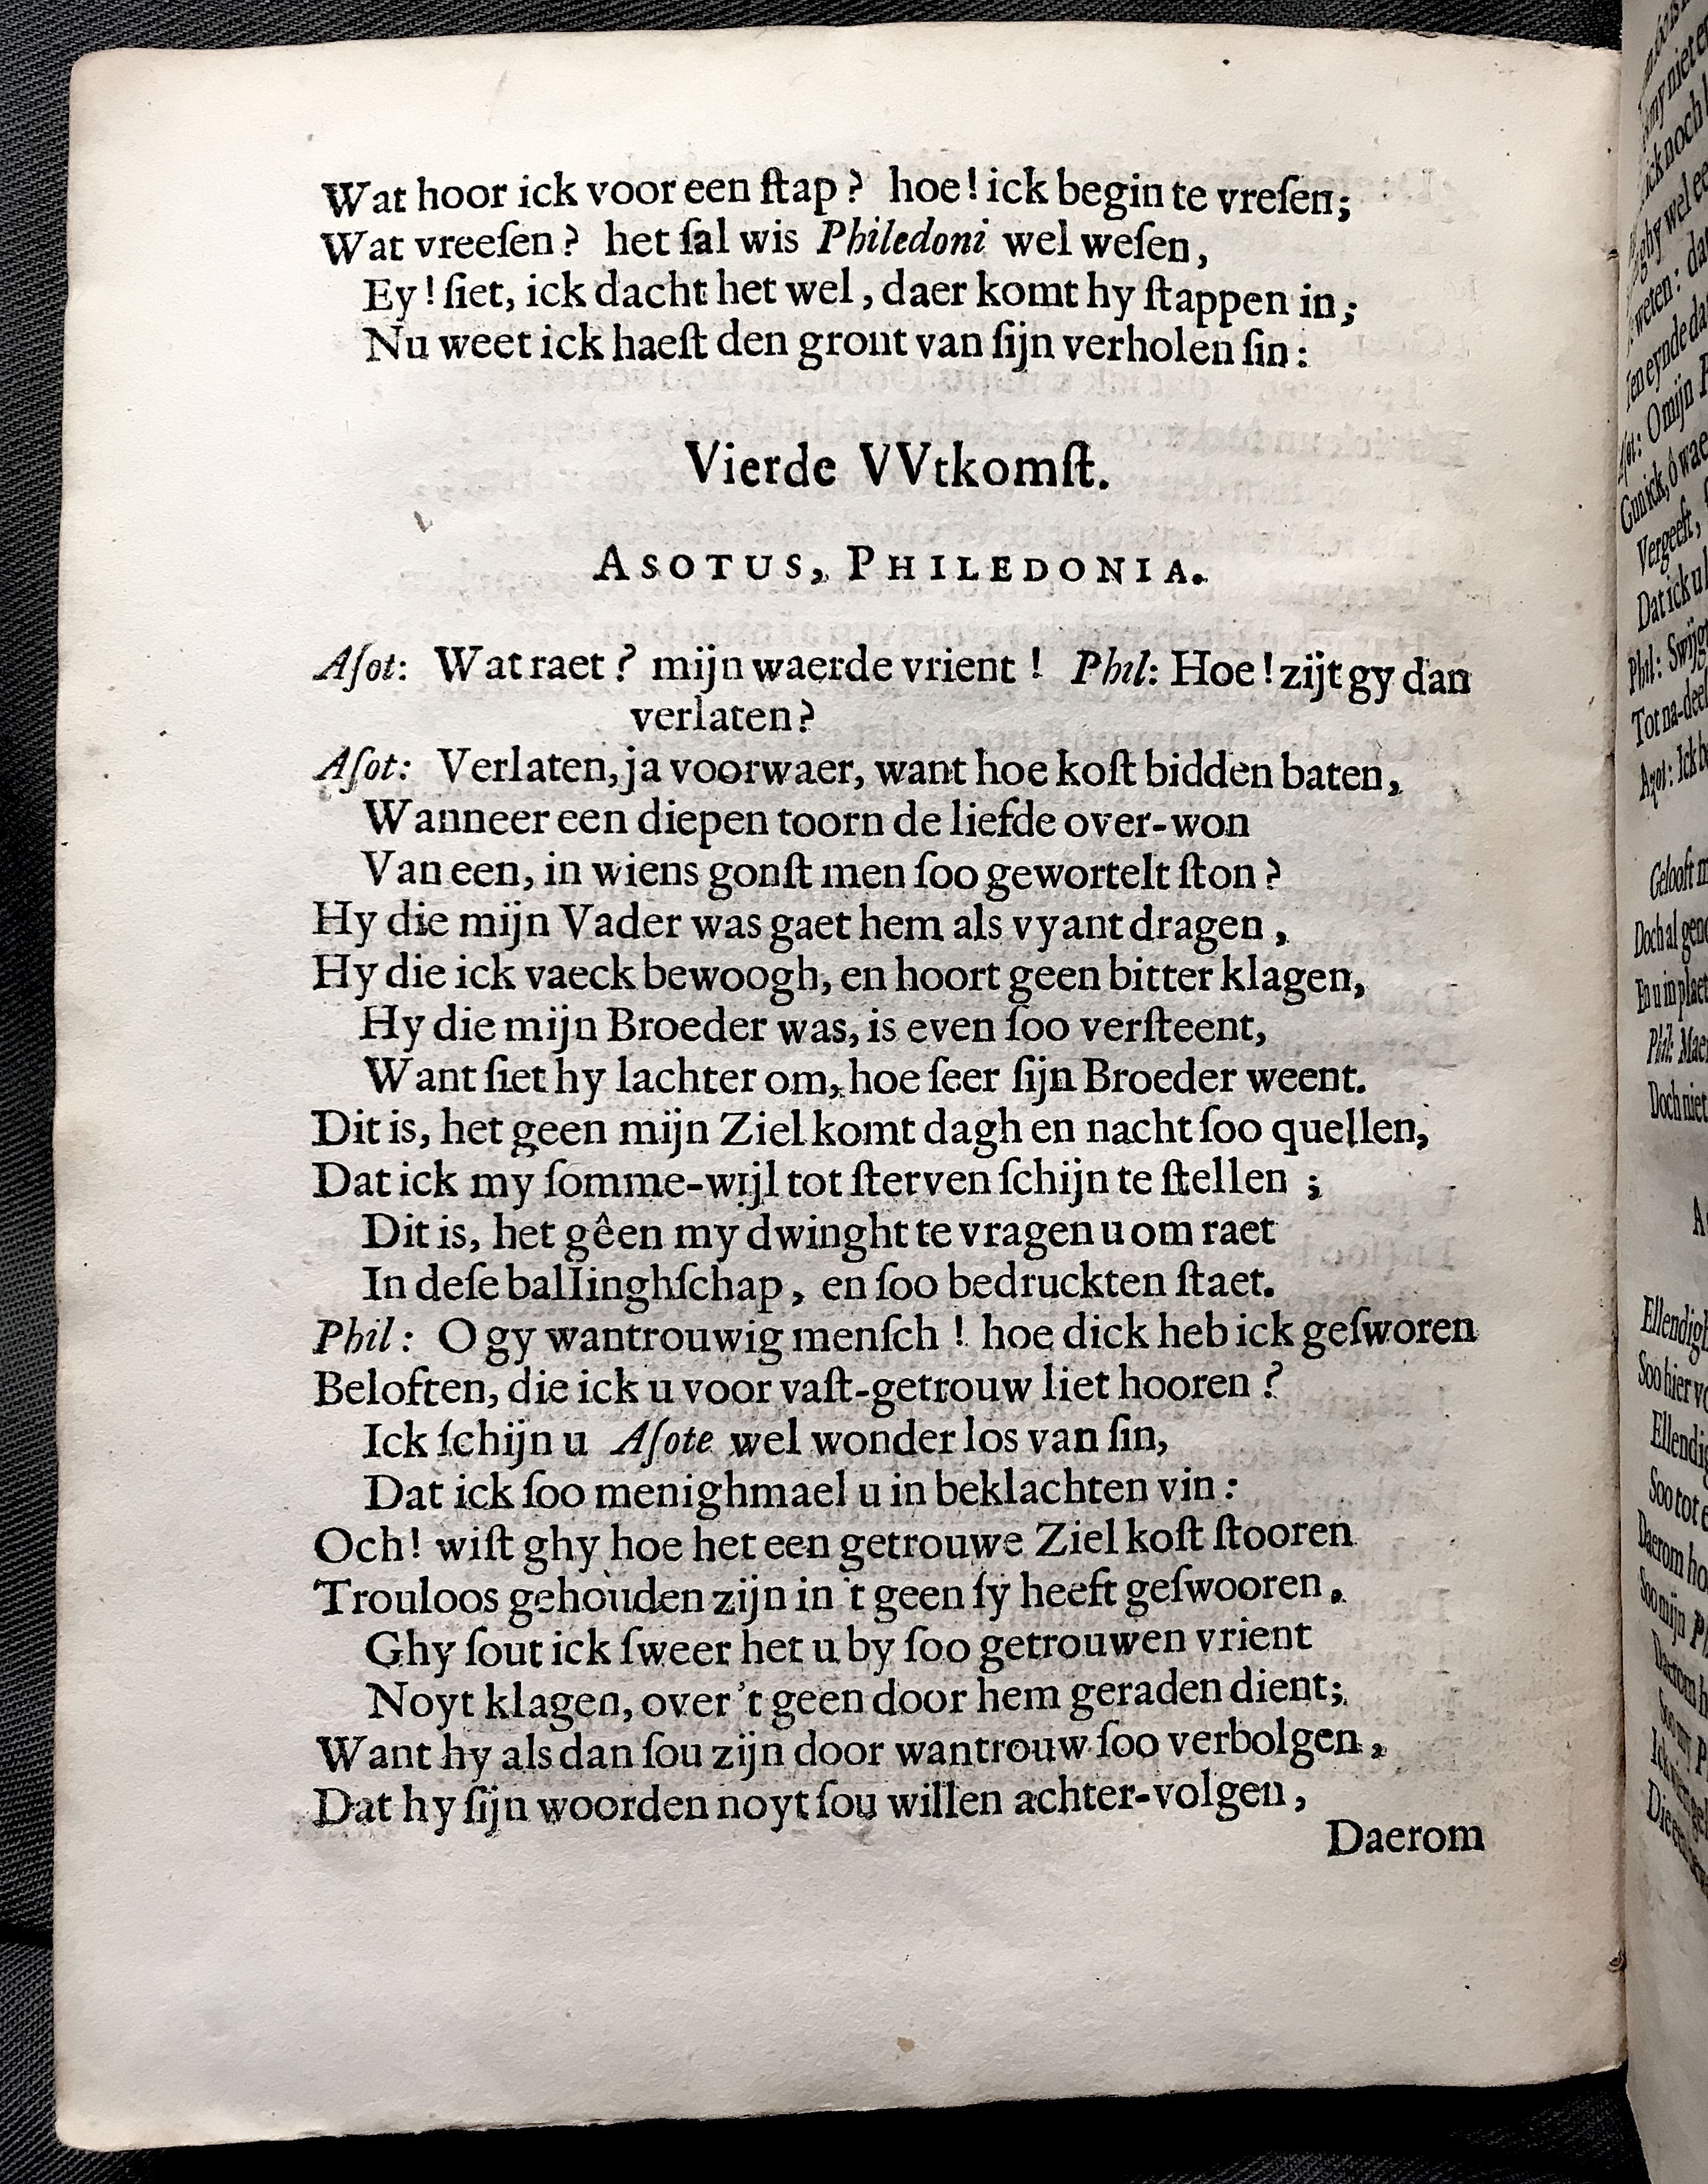 Wat hoor ick voor een ſtap? hoe! ick begin te vreſen;
Wat vreeſen? het ſal wis Philedoni wel weſen,
Ey! ſiet, ick dacht het wel, daer komt hy ſtappen in;
Nu weet ick haeſt den gront van ſijn verholen ſin:
Vierde VVtkomſt.
ASOTUS, PHILEDONIA.
Aſot: Wat raet? mijn waerde vrient! Phil: Hoe! zijt gy dan
verlaten?
Aſot: Verlaten, ja voorwaer, want hoe koſt bidden baten,
Wanneer een diepen toorn de liefde over-won
Van een, in wiens gonſt men ſoo gewortelt ſton?
Hy die mijn Vader was gaet hem als vyant dragen,
Hy die ick vaeck bewoogh, en hoort geen bitter klagen,
Hy die mijn Broeder was, is even ſoo verſteent,
Want ſiet hy lachter om, hoe ſeer ſijn Broeder weent.
Dit is, het geen mijn Ziel komt dagh en nacht ſoo quellen,
Dat ick my ſomme-wijl tot ſterven ſchijn te ſtellen;
Dit is, het gêen my dwinght te vragen u om raet
In deſe ballinghſchap, en ſoo bedruckten ſtaet.
Phil: O gy wantrouwig menſch! hoe dick heb ick geſworen
Beloften, die ick u voor vaſt-getrouw liet hooren?
Ick ſchijn u Aſote wel wonder los van ſin,
Dat ick ſoo menighmael u in beklachten vin:
Och! wiſt ghy hoe het een getrouwe Ziel koſt ſtooren
Trouloos gehouden zijn in 't geen ſy heeft geſwooren,
Ghy ſout ick ſweer het u by ſoo getrouwen vrient
Noyt klagen, over 't geen door hem geraden dient;
Want hy als dan ſou zijn door wantrouw ſoo verbolgen,
Dat hy ſijn woorden noyt ſou willen achter-volgen,
Daerom